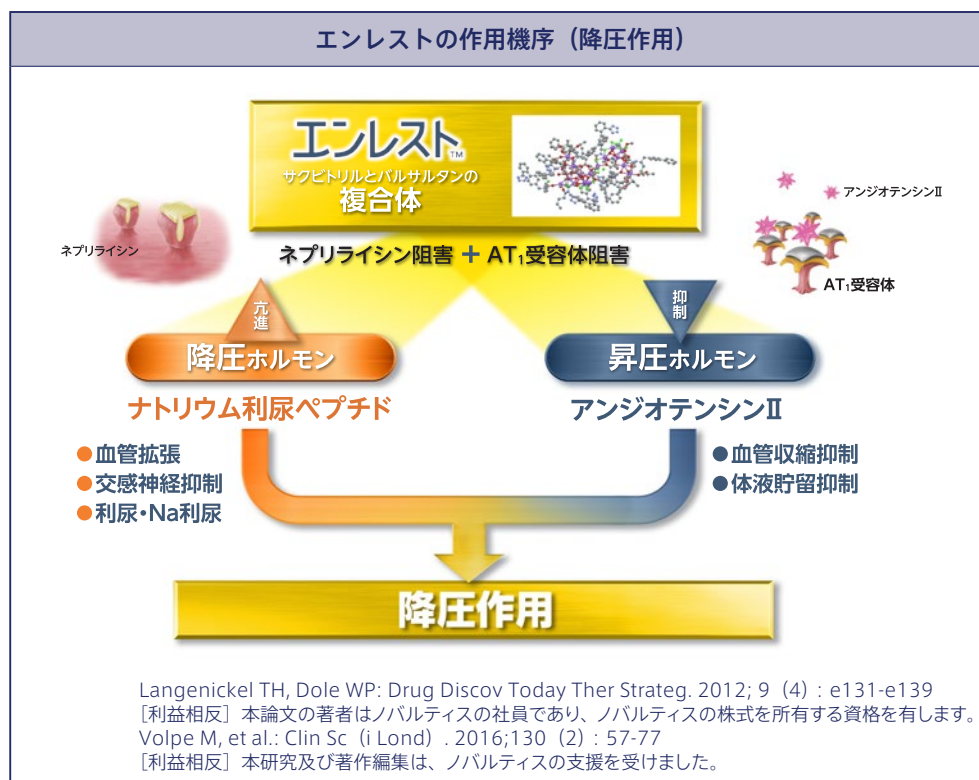 エンレストの作用機序（降圧作用）
エンレスト™
サクビトリルとバルサルタンの
複合体
アンジオテンシンⅡ
ネプリライシン
ネプリライシン阻害 ＋ AT₁受容体阻害
AT₁受容体
亢進
抑制
降圧ホルモン
昇圧ホルモン
ナトリウム利尿ペプチド
アンジオテンシンⅡ
●血管拡張
●交感神経抑制
●利尿・Na利尿
●血管収縮抑制
●体液貯留抑制
降圧作用
Langenickel TH, Dole WP: Drug Discov Today Ther Strateg. 2012; 9（4）: e131-e139
［利益相反］本論文の著者はノバルティスの社員であり、ノバルティスの株式を所有する資格を有します。
Volpe M, et al.: Clin Sc（i Lond）. 2016;130（2）: 57-77
［利益相反］本研究及び著作編集は、ノバルティスの支援を受けました。